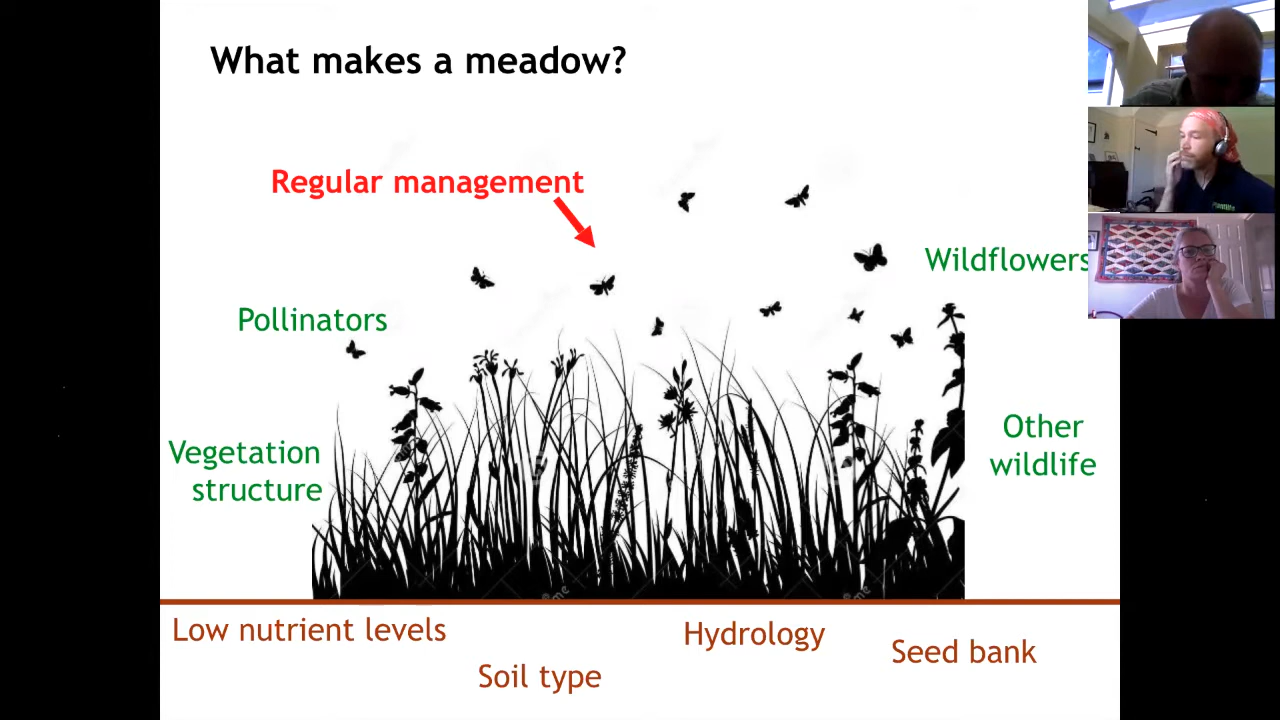 What makes a meadow?
Regular management
Wildflowers
Pollinators
Other
wildlife
Vegetation
structure
Low nutrient levels
Hydrology
Seed bank
Soil type